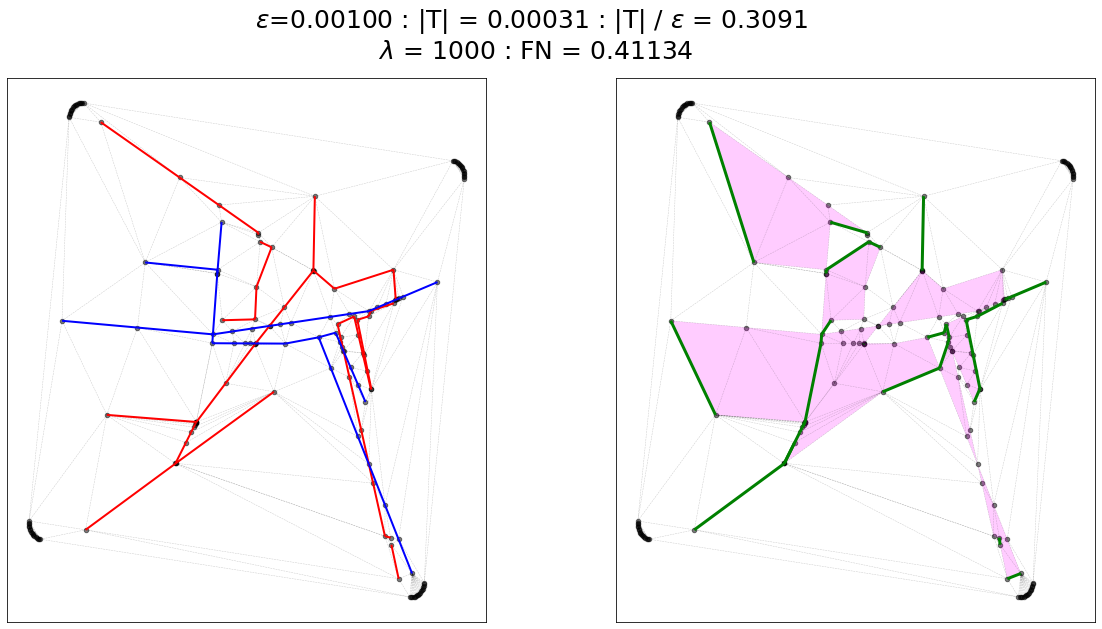 ε=0.00100 : |T| = 0.00031 : |T| / ε = 0.3091
λ = 1000 : FN = 0.41134